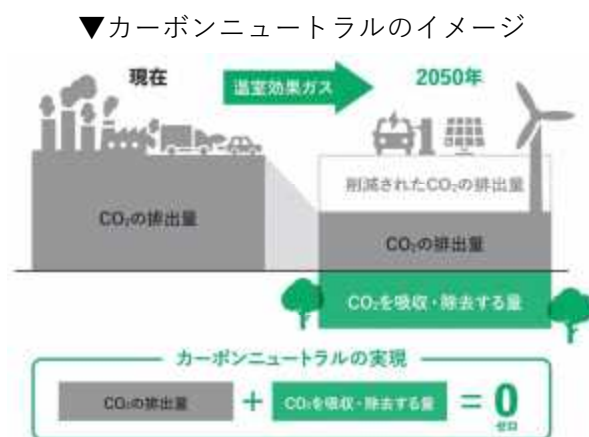 ▼カーボンニュートラルのイメージ
現在
温室効果ガス
2050年
削減されたCO₂の排出量
CO₂の排出量
CO₂の排出量
CO₂を吸収・除去する量
カーボンニュートラルの実現
CO₂の排出量 + CO₂を吸収・除去する量 = 0
ゼロ